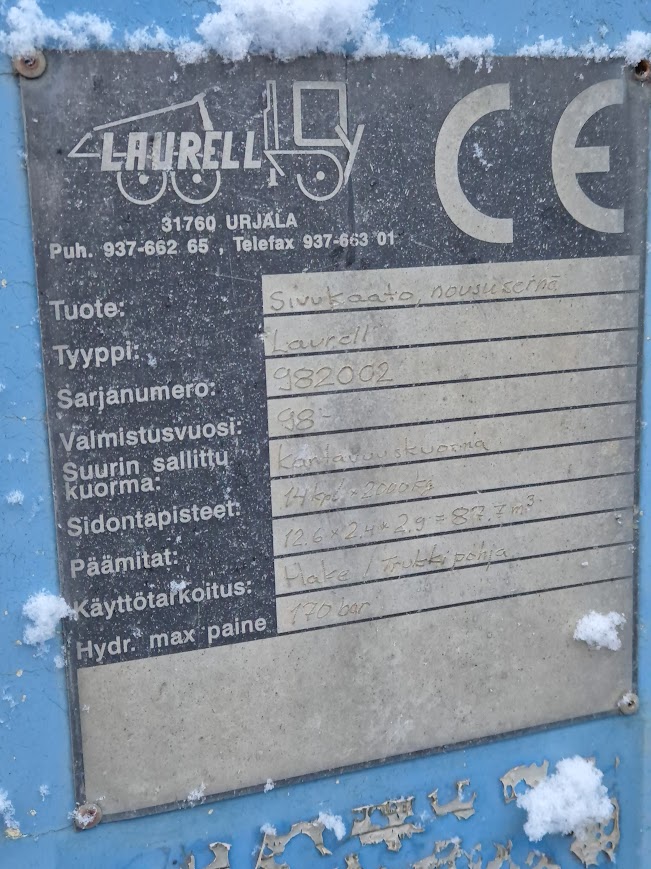 LAURELL
CE
31760 URJALA
Puh. 937-662 65 , Telefax 937-663 01
Tuote: Sivukaato, noususeinä
Tyyppi: Laurell
Sarjanumero: 982002
Valmistusvuosi: 98-
Suurin sallittu kuorma: Kantavuuskuorma
Sidontapisteet: 14 kpl * 2000 kg
Päämitat: 12.6 * 2.4 * 2.9 = 87.7 m³
Käyttötarkoitus: Hake / Trukkipohja
Hydr. max paine 170 bar